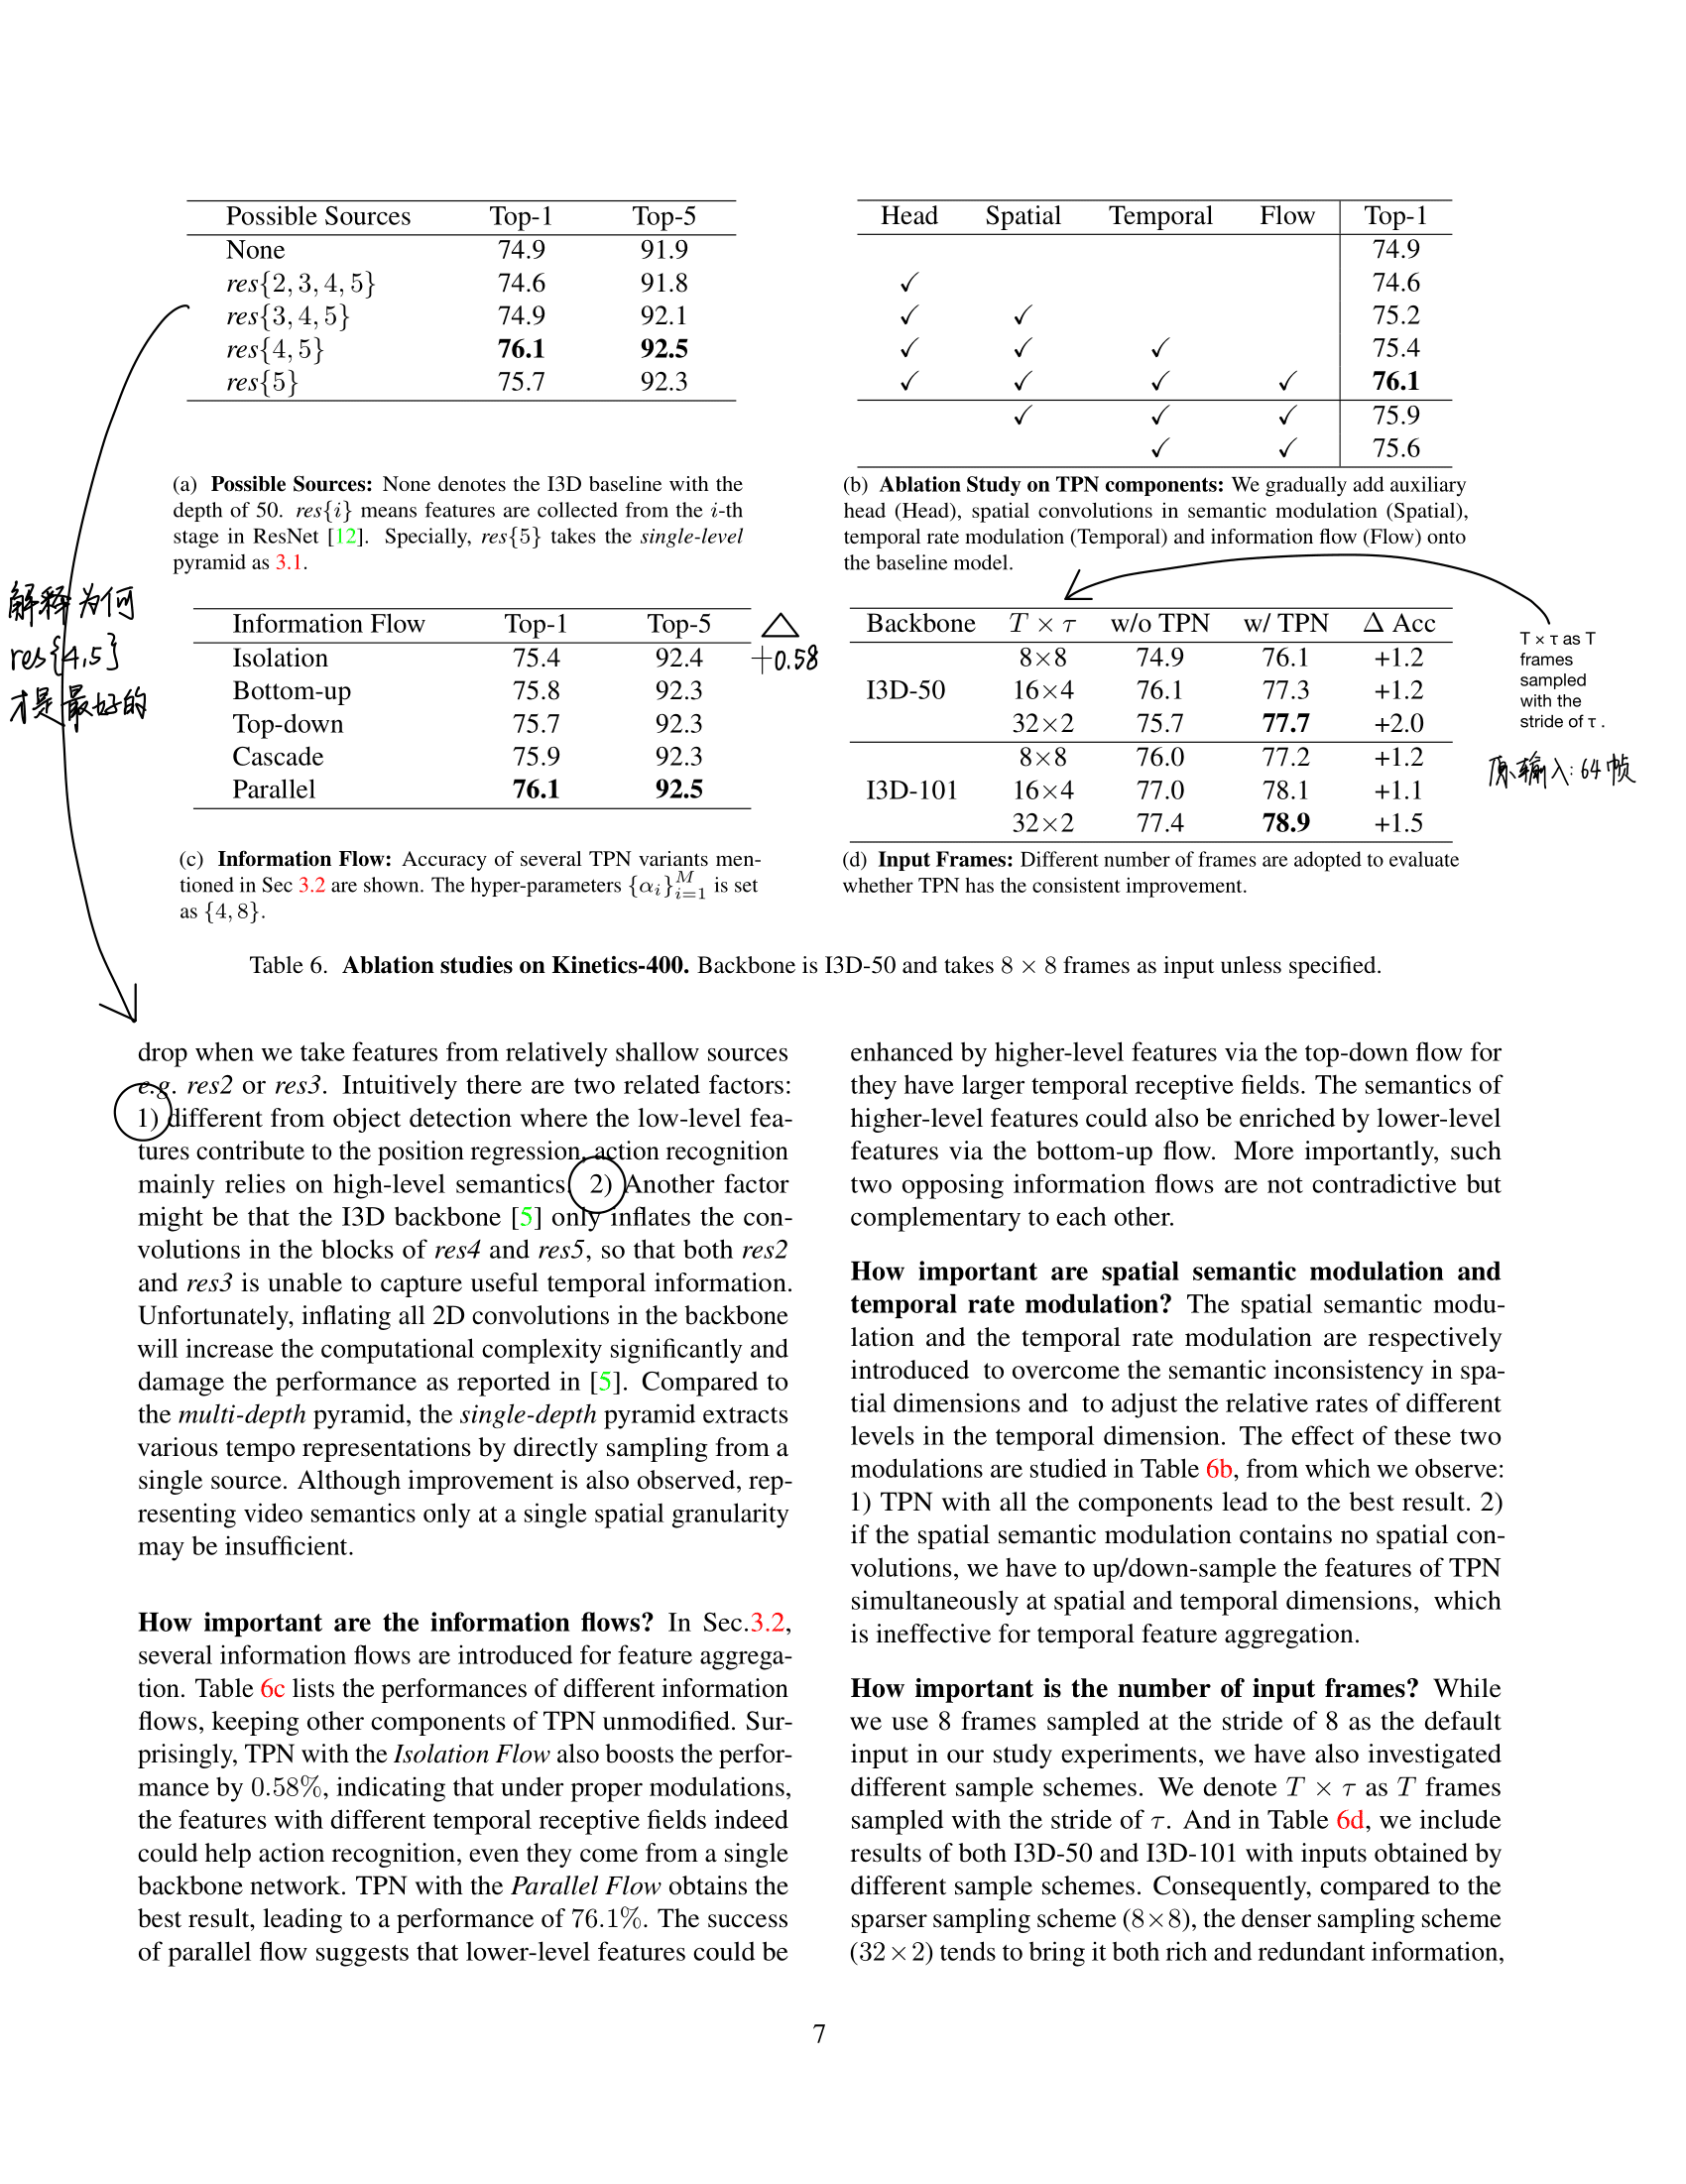 Possible Sources Top-1 Top-5
None 74.9 91.9
res{2, 3, 4, 5} 74.6 91.8
res{3, 4, 5} 74.9 92.1
res{4, 5} 76.1 92.5
res{5} 75.7 92.3
(a) Possible Sources: None denotes the I3D baseline with the
depth of 50. res{i} means features are collected from the i-th
stage in ResNet [12]. Specially, res{5} takes the single-level
pyramid as 3.1.
Head Spatial Temporal Flow Top-1
74.9
✓ 74.6
✓ ✓ 75.2
✓ ✓ ✓ 75.4
✓ ✓ ✓ ✓ 76.1
✓ ✓ ✓ 75.9
✓ ✓ 75.6
(b) Ablation Study on TPN components: We gradually add auxiliary
head (Head), spatial convolutions in semantic modulation (Spatial),
temporal rate modulation (Temporal) and information flow (Flow) onto
the baseline model.
解释为何
res{4,5}
才是最好的
Information Flow Top-1 Top-5 △
Isolation 75.4 92.4 +0.58
Bottom-up 75.8 92.3
Top-down 75.7 92.3
Cascade 75.9 92.3
Parallel 76.1 92.5
(c) Information Flow: Accuracy of several TPN variants men-
tioned in Sec 3.2 are shown. The hyper-parameters {α_i}_{i=1}^M is set
as {4, 8}.
Backbone T × τ w/o TPN w/ TPN Δ Acc
8×8 74.9 76.1 +1.2
I3D-50 16×4 76.1 77.3 +1.2
32×2 75.7 77.7 +2.0
8×8 76.0 77.2 +1.2
I3D-101 16×4 77.0 78.1 +1.1
32×2 77.4 78.9 +1.5
(d) Input Frames: Different number of frames are adopted to evaluate
whether TPN has the consistent improvement.
T × τ as T
frames
sampled
with the
stride of τ .
原输入: 64帧
Table 6. Ablation studies on Kinetics-400. Backbone is I3D-50 and takes 8 × 8 frames as input unless specified.
drop when we take features from relatively shallow sources
e.g. res2 or res3. Intuitively there are two related factors:
1) different from object detection where the low-level fea-
tures contribute to the position regression, action recognition
mainly relies on high-level semantics. 2) Another factor
might be that the I3D backbone [5] only inflates the con-
volutions in the blocks of res4 and res5, so that both res2
and res3 is unable to capture useful temporal information.
Unfortunately, inflating all 2D convolutions in the backbone
will increase the computational complexity significantly and
damage the performance as reported in [5]. Compared to
the multi-depth pyramid, the single-depth pyramid extracts
various tempo representations by directly sampling from a
single source. Although improvement is also observed, rep-
resenting video semantics only at a single spatial granularity
may be insufficient.
How important are the information flows? In Sec.3.2,
several information flows are introduced for feature aggrega-
tion. Table 6c lists the performances of different information
flows, keeping other components of TPN unmodified. Sur-
prisingly, TPN with the Isolation Flow also boosts the perfor-
mance by 0.58%, indicating that under proper modulations,
the features with different temporal receptive fields indeed
could help action recognition, even they come from a single
backbone network. TPN with the Parallel Flow obtains the
best result, leading to a performance of 76.1%. The success
of parallel flow suggests that lower-level features could be
enhanced by higher-level features via the top-down flow for
they have larger temporal receptive fields. The semantics of
higher-level features could also be enriched by lower-level
features via the bottom-up flow. More importantly, such
two opposing information flows are not contradictive but
complementary to each other.
How important are spatial semantic modulation and
temporal rate modulation? The spatial semantic modu-
lation and the temporal rate modulation are respectively
introduced to overcome the semantic inconsistency in spa-
tial dimensions and to adjust the relative rates of different
levels in the temporal dimension. The effect of these two
modulations are studied in Table 6b, from which we observe:
1) TPN with all the components lead to the best result. 2)
if the spatial semantic modulation contains no spatial con-
volutions, we have to up/down-sample the features of TPN
simultaneously at spatial and temporal dimensions, which
is ineffective for temporal feature aggregation.
How important is the number of input frames? While
we use 8 frames sampled at the stride of 8 as the default
input in our study experiments, we have also investigated
different sample schemes. We denote T × τ as T frames
sampled with the stride of τ. And in Table 6d, we include
results of both I3D-50 and I3D-101 with inputs obtained by
different sample schemes. Consequently, compared to the
sparser sampling scheme (8×8), the denser sampling scheme
(32×2) tends to bring it both rich and redundant information,
7